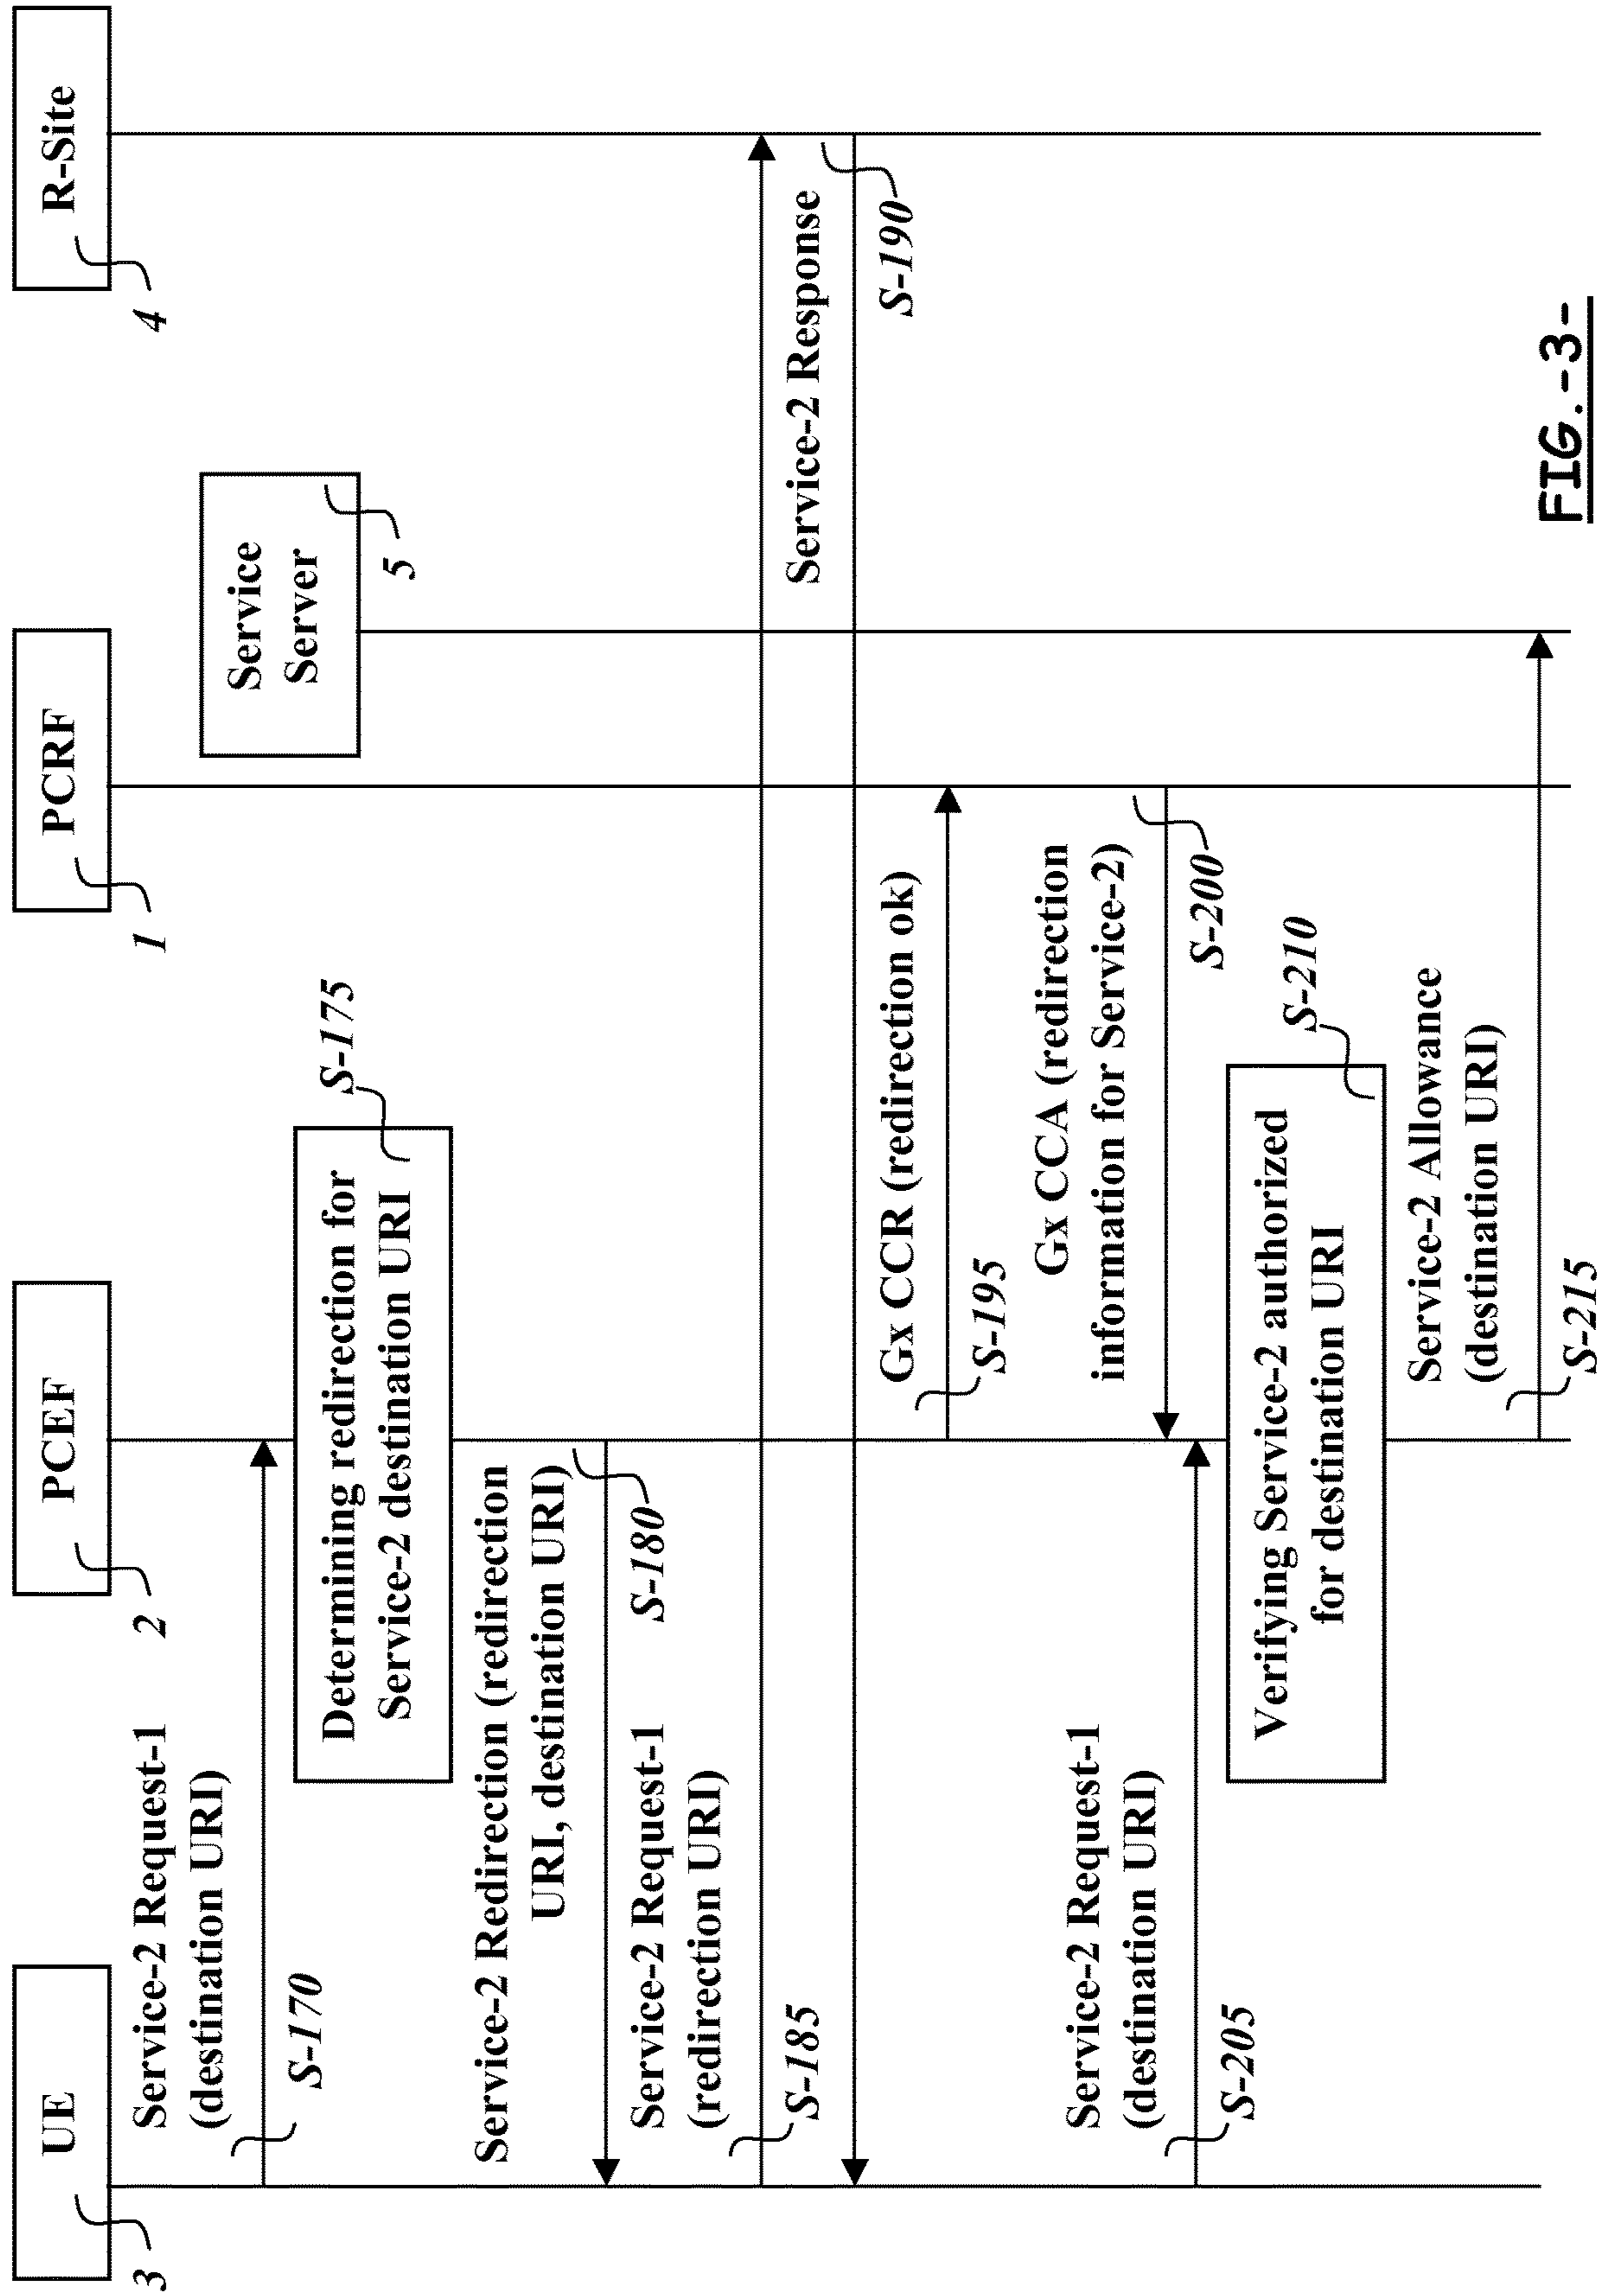 UE
PCEF
PCRF
R-Site
3
2
1
4
Service
Server
5
Service-2 Request-1
(destination URI)
S-170
Determining redirection for
Service-2 destination URI
S-175
Service-2 Redirection (redirection
URI, destination URI)
S-180
Service-2 Request-1
(redirection URI)
S-185
Service-2 Response
S-190
Gx CCR (redirection ok)
S-195
Gx CCA (redirection
information for Service-2)
S-200
Service-2 Request-1
(destination URI)
S-205
Verifying Service-2 authorized
for destination URI
S-210
Service-2 Allowance
(destination URI)
S-215
FIG.-3-